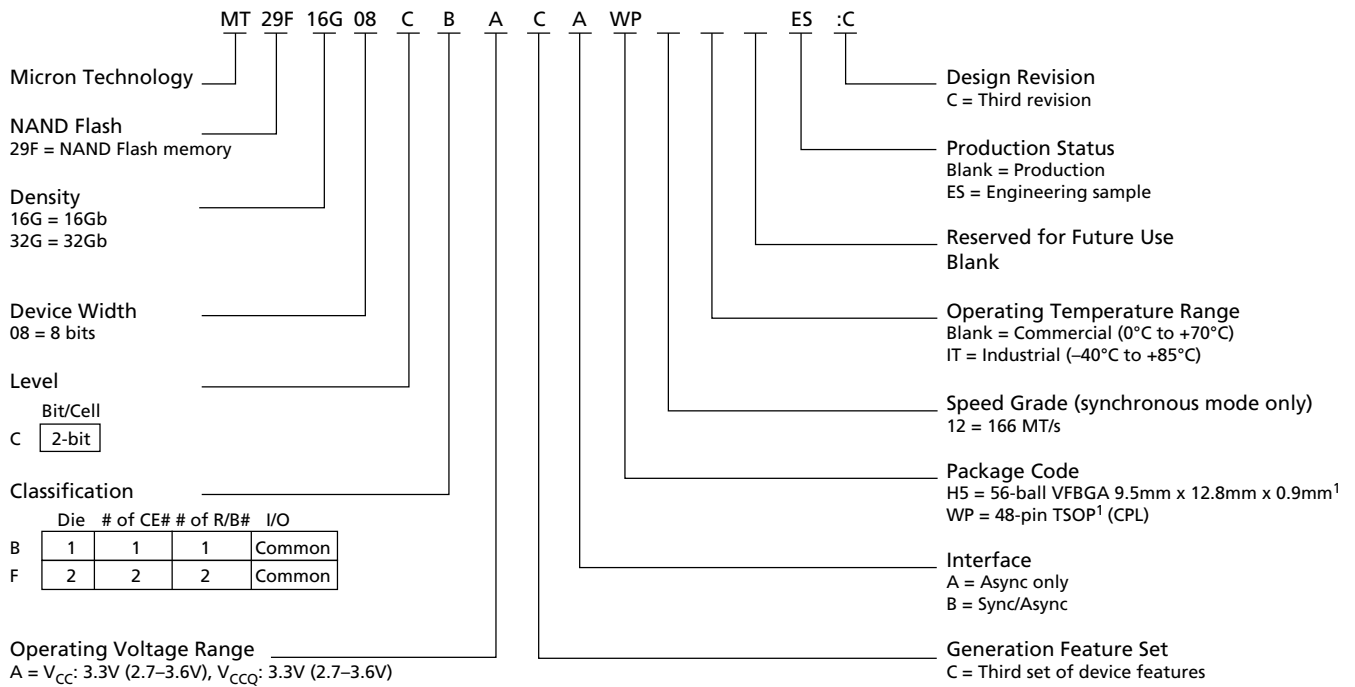 MT 29F 16G 08 C B A C A WP ES :C
Micron Technology
NAND Flash
29F = NAND Flash memory
Density
16G = 16Gb
32G = 32Gb
Device Width
08 = 8 bits
Level
Bit/Cell
C 2-bit
Classification
Die # of CE# # of R/B# I/O
B 1 1 1 Common
F 2 2 2 Common
Operating Voltage Range
A = VCC: 3.3V (2.7–3.6V), VCCQ: 3.3V (2.7–3.6V)
Design Revision
C = Third revision
Production Status
Blank = Production
ES = Engineering sample
Reserved for Future Use
Blank
Operating Temperature Range
Blank = Commercial (0°C to +70°C)
IT = Industrial (–40°C to +85°C)
Speed Grade (synchronous mode only)
12 = 166 MT/s
Package Code
H5 = 56-ball VFBGA 9.5mm x 12.8mm x 0.9mm1
WP = 48-pin TSOP1 (CPL)
Interface
A = Async only
B = Sync/Async
Generation Feature Set
C = Third set of device features